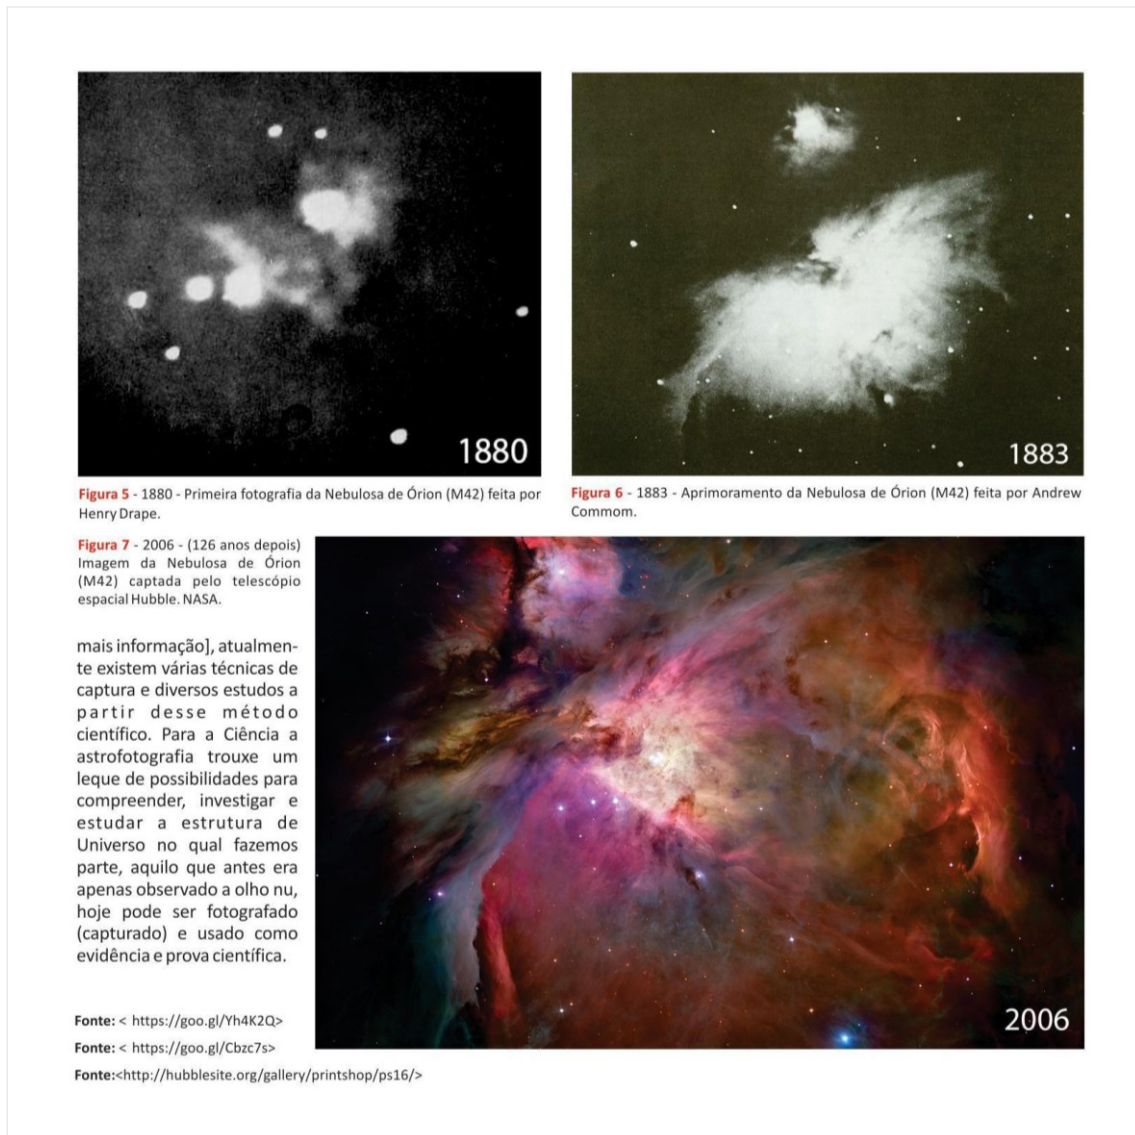 1880
1883
Figura 5 - 1880 - Primeira fotografia da Nebulosa de Órion (M42) feita por
Henry Drape.
Figura 6 - 1883 - Aprimoramento da Nebulosa de Órion (M42) feita por Andrew
Commom.
Figura 7 - 2006 - (126 anos depois)
Imagem da Nebulosa de Órion
(M42) captada pelo telescópio
espacial Hubble. NASA.
mais informação], atualmen-
te existem várias técnicas de
captura e diversos estudos a
partir desse método
científico. Para a Ciência a
astrofotografia trouxe um
leque de possibilidades para
compreender, investigar e
estudar a estrutura de
Universo no qual fazemos
parte, aquilo que antes era
apenas observado a olho nu,
hoje pode ser fotografado
(capturado) e usado como
evidência e prova científica.
2006
Fonte: < https://goo.gl/Yh4K2Q>
Fonte: < https://goo.gl/Cbzc7s>
Fonte:<http://hubblesite.org/gallery/printshop/ps16/>